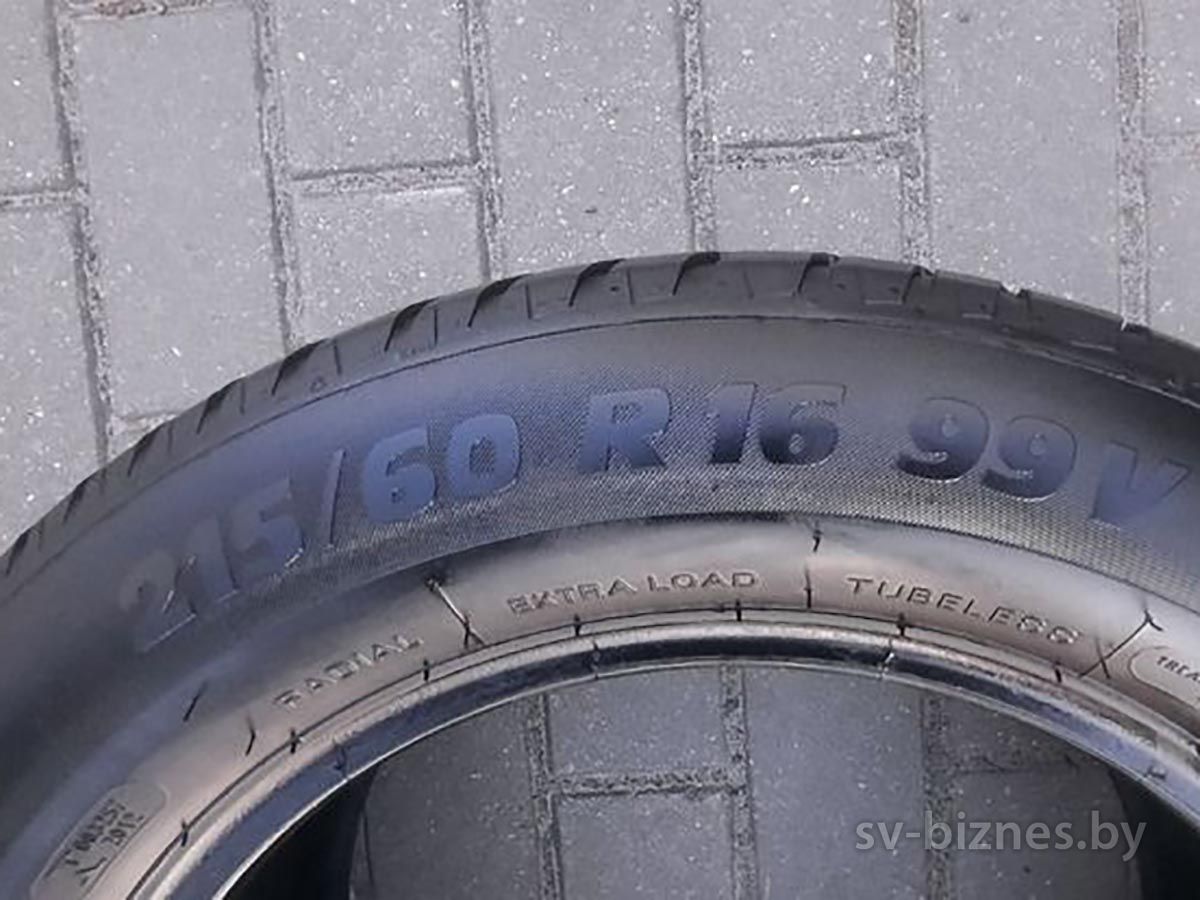 215/60 R16 99V
RADIAL EXTRA LOAD TUBELESS
sv-biznes.by